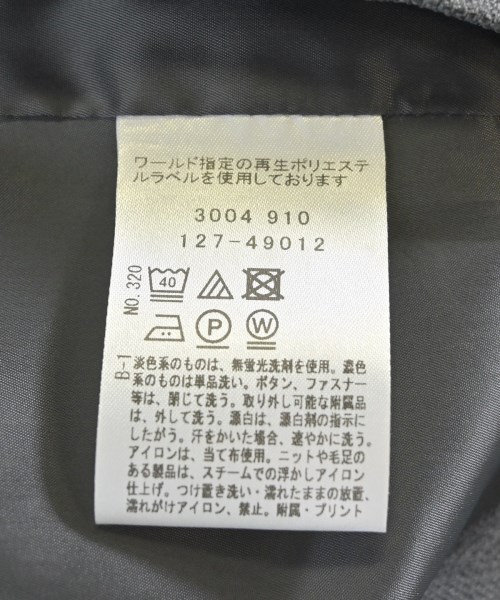 ワールド指定の再生ポリエステ
ルラベルを使用しております
3004 910
127-49012
NO. 320
40
P
W
B-1
淡色系のものは、無蛍光洗剤を使用。濃色
系のものは単品洗い。ボタン、ファスナー
等は、閉じて洗う。取り外し可能な附属品
は、外して洗う。漂白は、漂白剤の指示に
したがう。汗をかいた場合、速やかに洗う。
アイロンは、当て布使用。ニットや毛足の
ある製品は、スチームでの浮かしアイロン
仕上げ。つけ置き洗い・濡れたままの放置、
濡れがけアイロン、禁止。附属・プリント